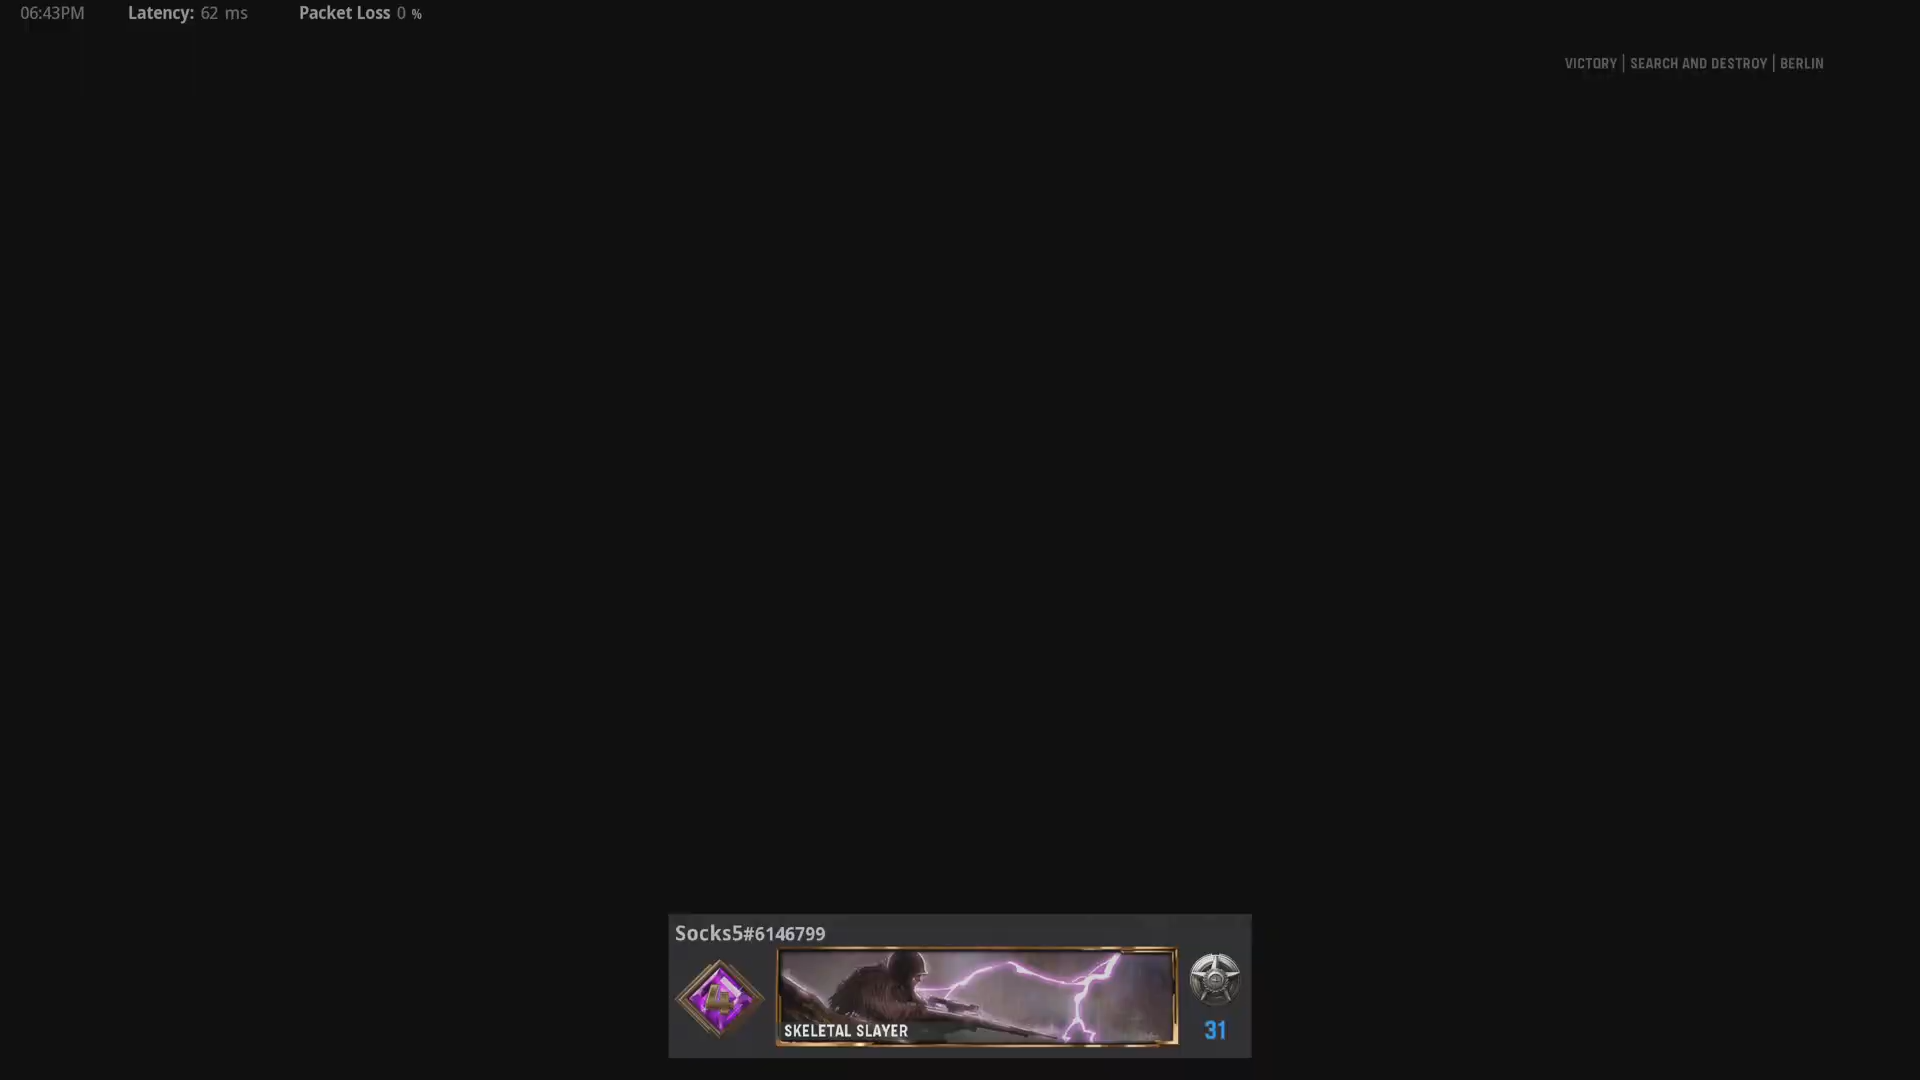 06:43PM Latency: 62 ms Packet Loss 0 %
VICTORY | SEARCH AND DESTROY | BERLIN
Socks5#6146799
4
SKELETAL SLAYER
31